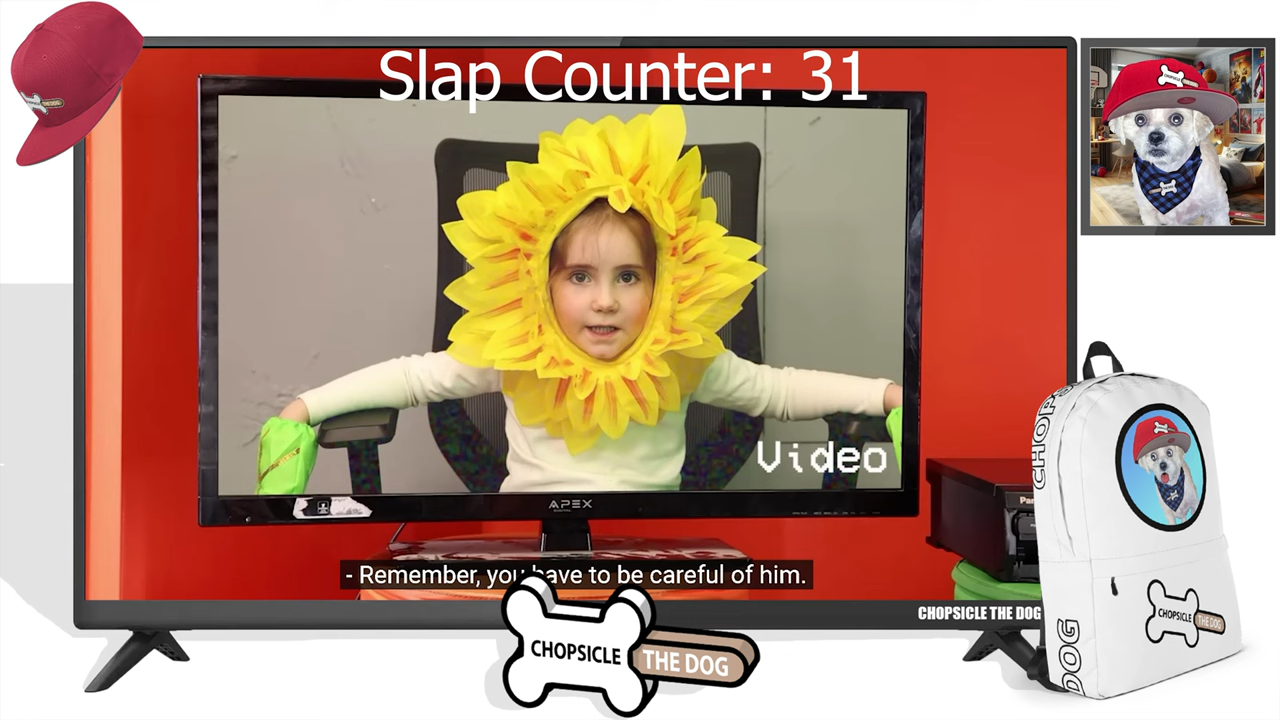 Slap Counter: 31
Video
APEX
- Remember, you have to be careful of him.
CHOPSICLE THE DOG
CHOPSICLE
THE DOG
CHOPS
DOG
CHOPSICLE
THE DOG